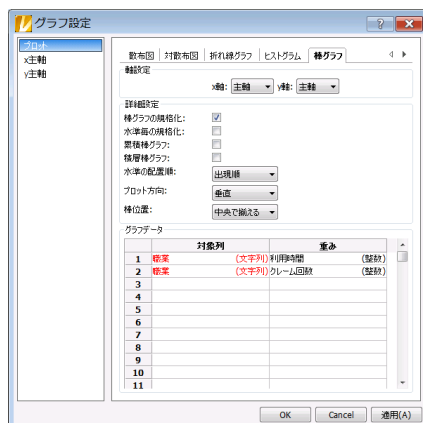 グラフ設定
プロット
x主軸
y主軸
散布図 対散布図 折れ線グラフ ヒストグラム 棒グラフ
軸設定
x軸: 主軸 y軸: 主軸
詳細設定
棒グラフの規格化:
水準毎の規格化:
累積棒グラフ:
積層棒グラフ:
水準の配置順: 出現順
プロット方向: 垂直
棒位置: 中央で揃える
グラフデータ
対象列 重み
1 職業 (文字列) 利用時間 (整数)
2 職業 (文字列) クレーム回数 (整数)
3
4
5
6
7
8
9
10
11
OK Cancel 適用(A)